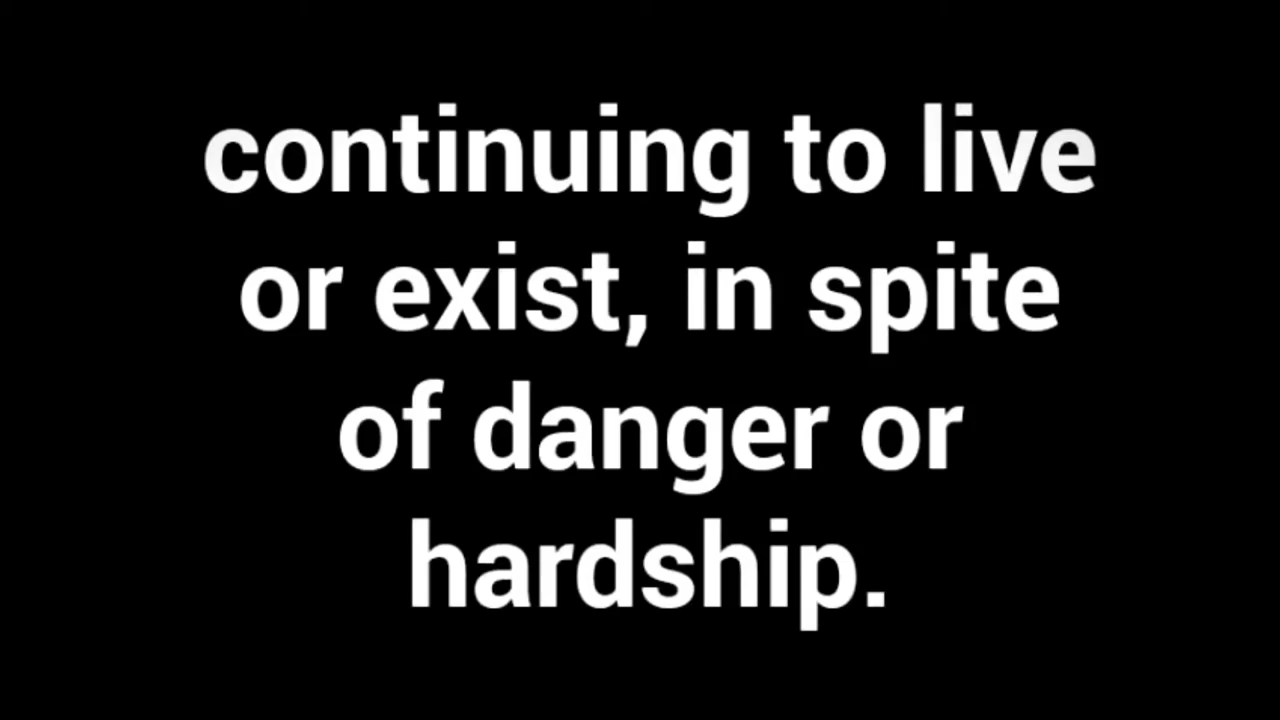 continuing to live
or exist, in spite
of danger or
hardship.